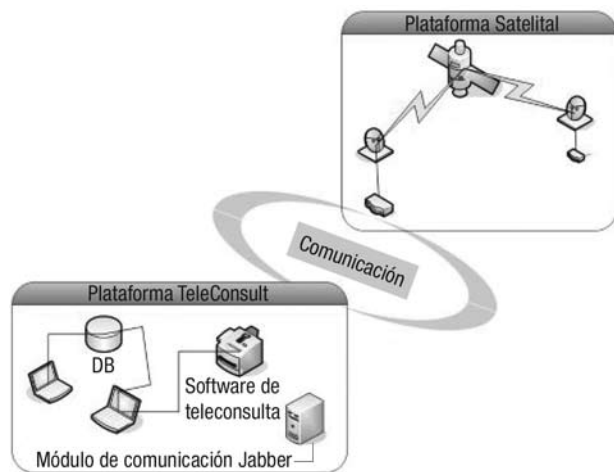 Plataforma Satelital
Comunicación
Plataforma TeleConsult
DB
Software de
teleconsulta
Módulo de comunicación Jabber